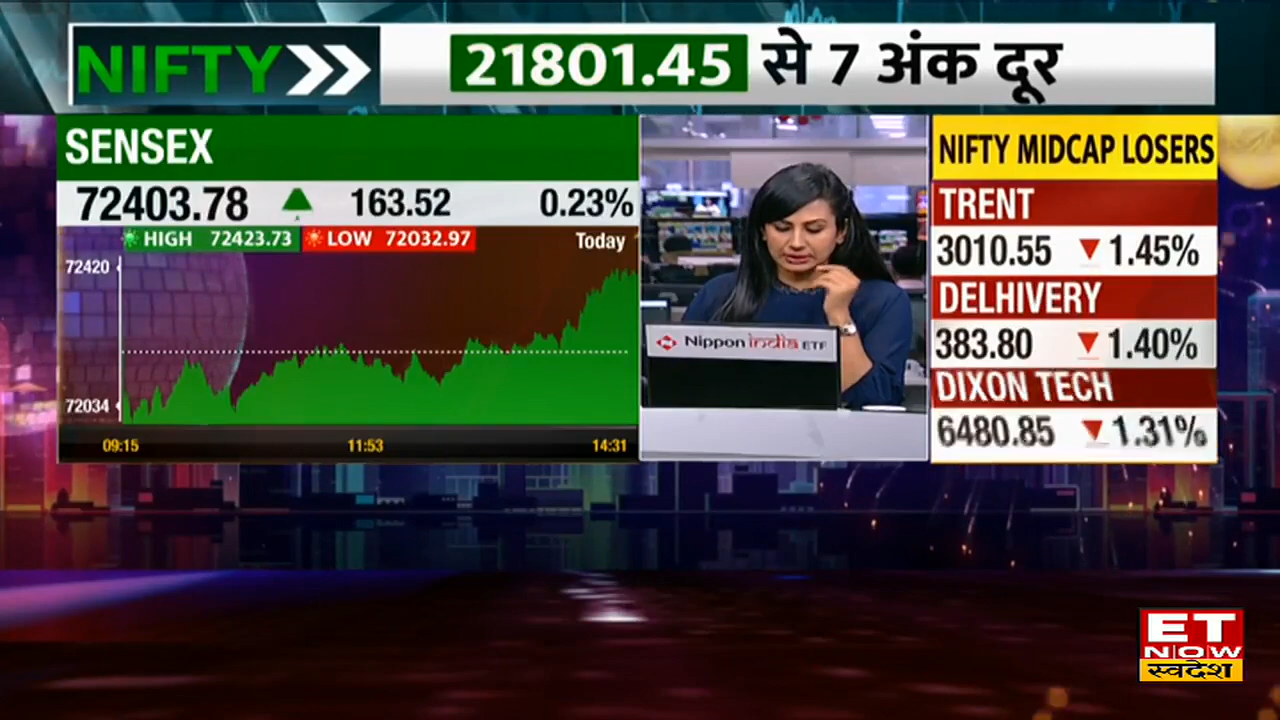 NIFTY
21801.45 से 7 अंक दूर
SENSEX
72403.78 163.52 0.23%
HIGH 72423.73 LOW 72032.97 Today
72420
72034
09:15 11:53 14:31
Nippon india ETF
NIFTY MIDCAP LOSERS
TRENT
3010.55 1.45%
DELHIVERY
383.80 1.40%
DIXON TECH
6480.85 1.31%
ET
NOW
स्वदेश